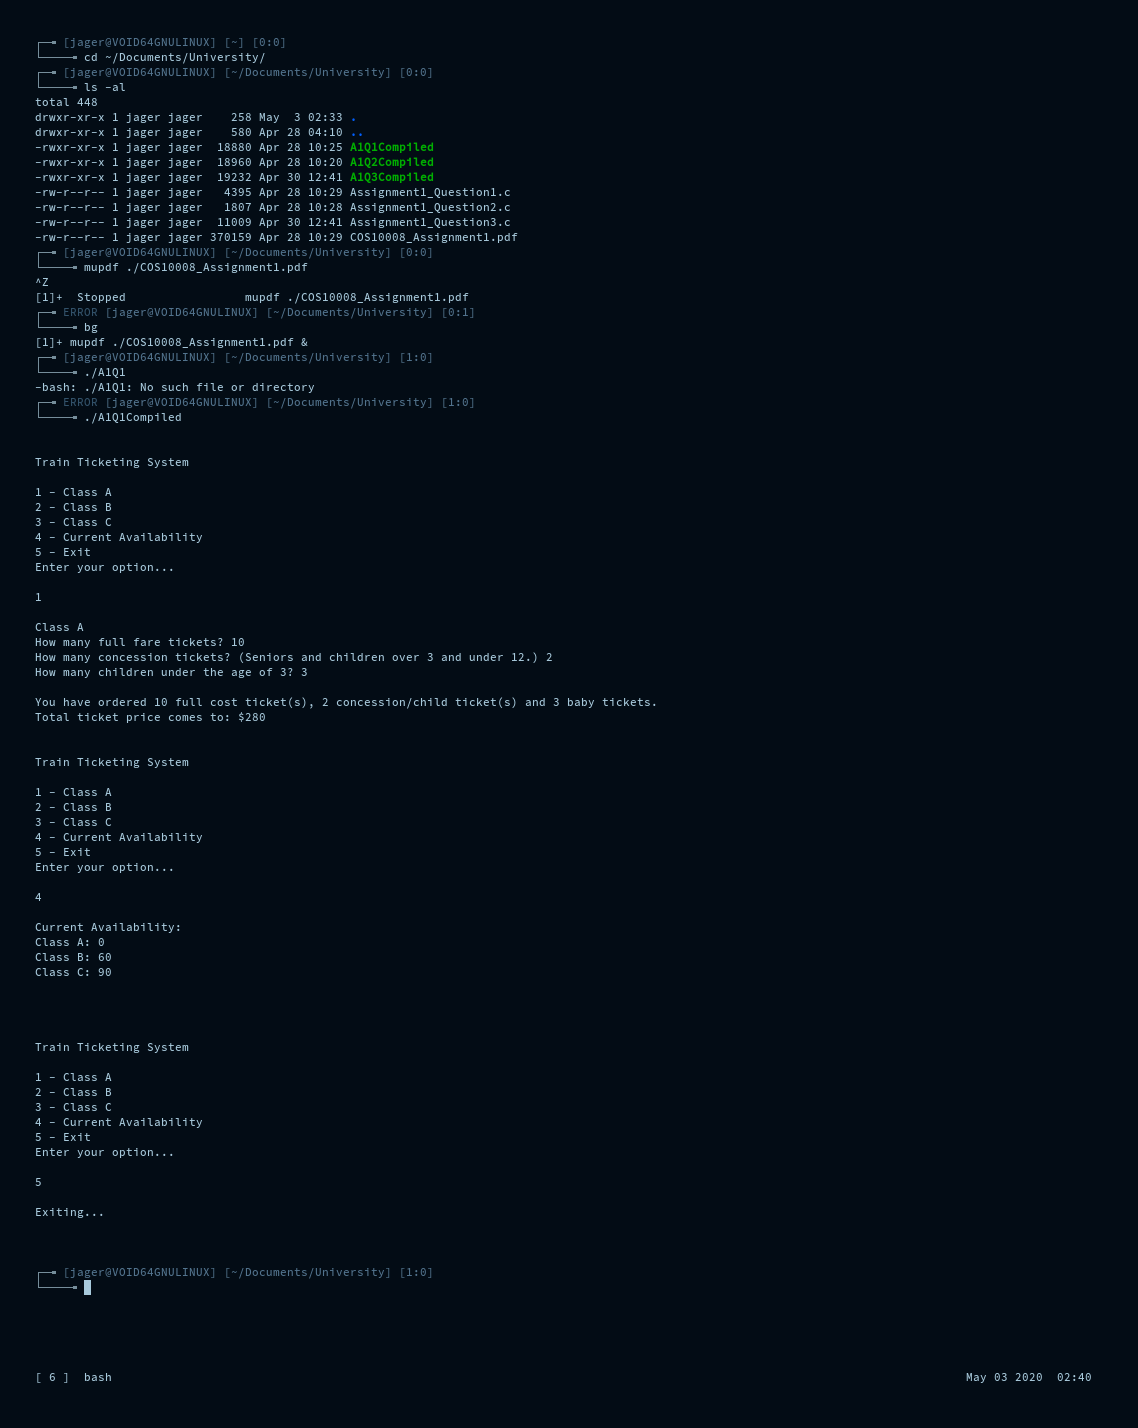 ┌─╼ [jager@VOID64GNULINUX] [~] [0:0]
└────╼ cd ~/Documents/University/
┌─╼ [jager@VOID64GNULINUX] [~/Documents/University] [0:0]
└────╼ ls -al
total 448
drwxr-xr-x 1 jager jager    258 May  3 02:33 .
drwxr-xr-x 1 jager jager    580 Apr 28 04:10 ..
-rwxr-xr-x 1 jager jager  18880 Apr 28 10:25 A1Q1Compiled
-rwxr-xr-x 1 jager jager  18960 Apr 28 10:20 A1Q2Compiled
-rwxr-xr-x 1 jager jager  19232 Apr 30 12:41 A1Q3Compiled
-rw-r--r-- 1 jager jager   4395 Apr 28 10:29 Assignment1_Question1.c
-rw-r--r-- 1 jager jager   1807 Apr 28 10:28 Assignment1_Question2.c
-rw-r--r-- 1 jager jager  11009 Apr 30 12:41 Assignment1_Question3.c
-rw-r--r-- 1 jager jager 370159 Apr 28 10:29 COS10008_Assignment1.pdf
┌─╼ [jager@VOID64GNULINUX] [~/Documents/University] [0:0]
└────╼ mupdf ./COS10008_Assignment1.pdf
^Z
[1]+  Stopped                 mupdf ./COS10008_Assignment1.pdf
┌─╼ ERROR [jager@VOID64GNULINUX] [~/Documents/University] [0:1]
└────╼ bg
[1]+ mupdf ./COS10008_Assignment1.pdf &
┌─╼ [jager@VOID64GNULINUX] [~/Documents/University] [1:0]
└────╼ ./A1Q1
-bash: ./A1Q1: No such file or directory
┌─╼ ERROR [jager@VOID64GNULINUX] [~/Documents/University] [1:0]
└────╼ ./A1Q1Compiled
Train Ticketing System
1 - Class A
2 - Class B
3 - Class C
4 - Current Availability
5 - Exit
Enter your option...
1
Class A
How many full fare tickets? 10
How many concession tickets? (Seniors and children over 3 and under 12.) 2
How many children under the age of 3? 3
You have ordered 10 full cost ticket(s), 2 concession/child ticket(s) and 3 baby tickets.
Total ticket price comes to: $280
Train Ticketing System
1 - Class A
2 - Class B
3 - Class C
4 - Current Availability
5 - Exit
Enter your option...
4
Current Availability:
Class A: 0
Class B: 60
Class C: 90
Train Ticketing System
1 - Class A
2 - Class B
3 - Class C
4 - Current Availability
5 - Exit
Enter your option...
5
Exiting...
┌─╼ [jager@VOID64GNULINUX] [~/Documents/University] [1:0]
└────╼
[ 6 ]  bash May 03 2020  02:40